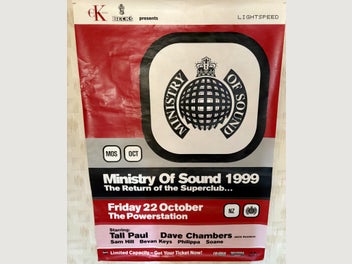 cK
BECK'S
presents
LIGHTSPEED
MINISTRY OF SOUND
MOS OCT
Ministry Of Sound 1999
The Return of the Superclub...
Friday 22 October
The Powerstation
NZ
Starring:
Tall Paul Dave Chambers
Sam Hill Bevan Keys Philippa Soane
Limited Capacity - Get Your Ticket Now!